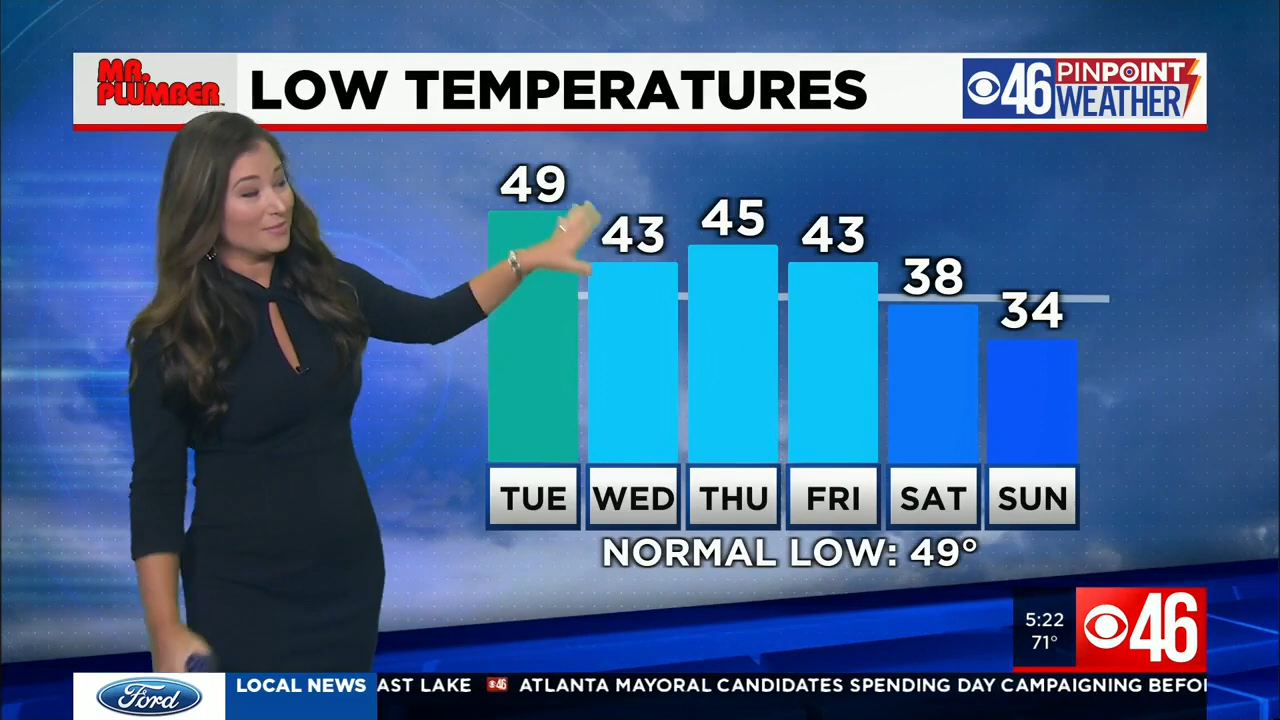 MR. PLUMBER
LOW TEMPERATURES
46 PINPOINT WEATHER
49
43
45
43
38
34
TUE
WED
THU
FRI
SAT
SUN
NORMAL LOW: 49°
5:22
71°
46
Ford
LOCAL NEWS
AST LAKE
46
ATLANTA MAYORAL CANDIDATES SPENDING DAY CAMPAIGNING BEFO